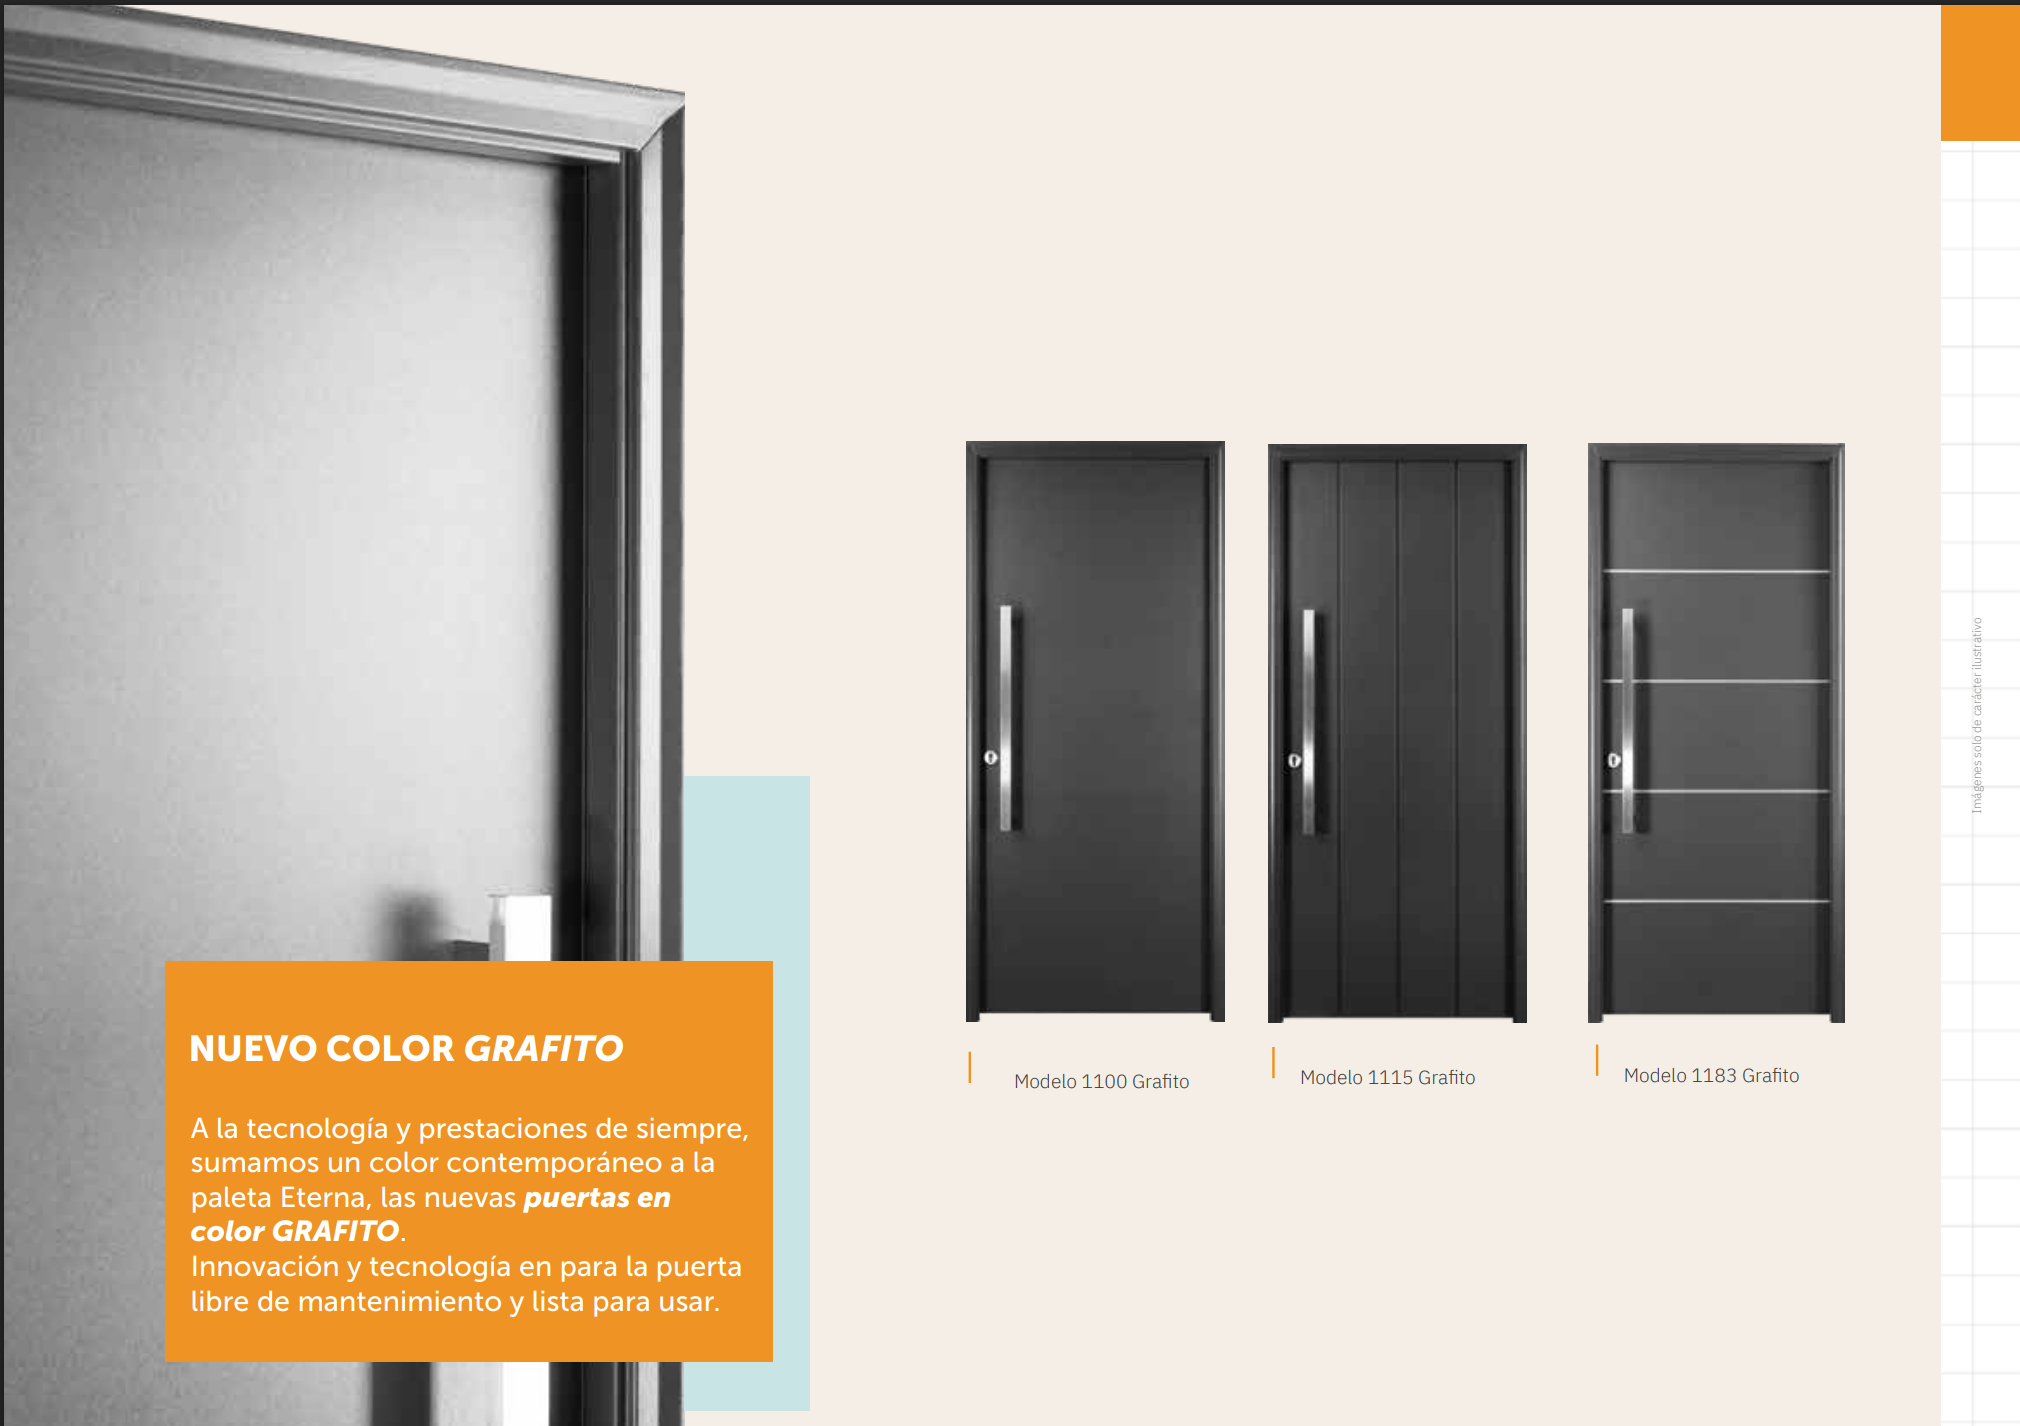 NUEVO COLOR GRAFITO
A la tecnología y prestaciones de siempre,
sumamos un color contemporáneo a la
paleta Eterna, las nuevas puertas en
color GRAFITO.
Innovación y tecnología en para la puerta
libre de mantenimiento y lista para usar.
Modelo 1100 Grafito
Modelo 1115 Grafito
Modelo 1183 Grafito
Imágenes solo de carácter ilustrativo